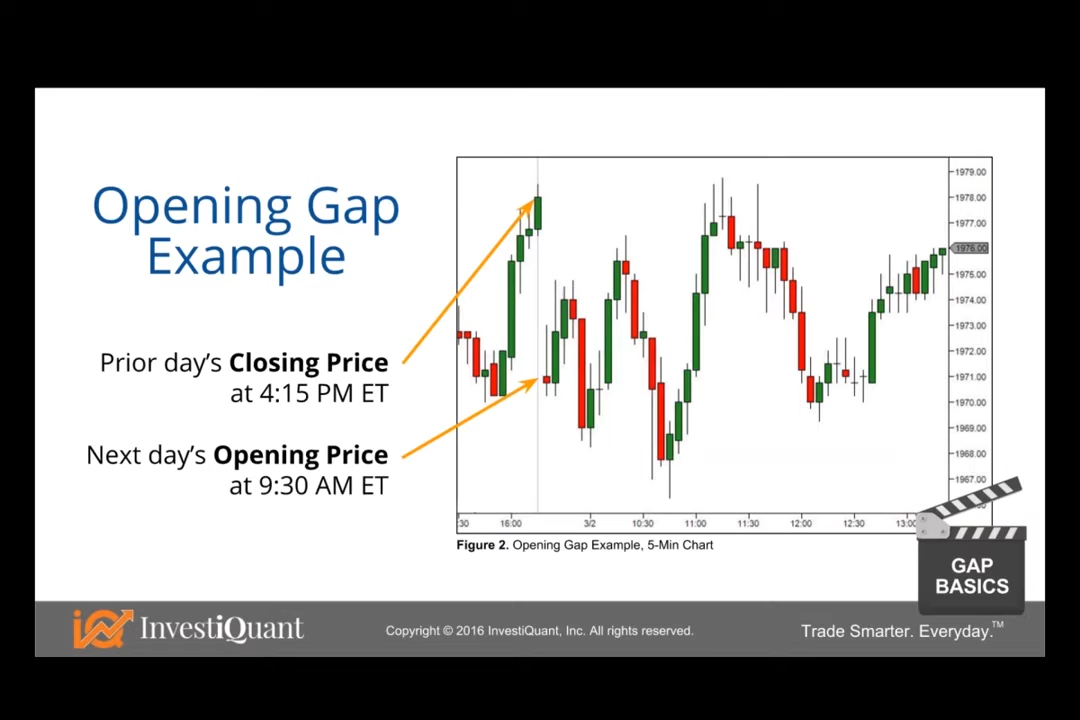 Opening Gap
Example
Prior day's Closing Price
at 4:15 PM ET
Next day's Opening Price
at 9:30 AM ET
1979.00
1978.00
1977.00
1976.00
1975.00
1974.00
1973.00
1972.00
1971.00
1970.00
1969.00
1968.00
1967.00
:30 16:00 3/2 10:30 11:00 11:30 12:00 12:30 13:00
Figure 2. Opening Gap Example, 5-Min Chart
GAP
BASICS
iQ InvestiQuant
Copyright © 2016 InvestiQuant, Inc. All rights reserved.
Trade Smarter. Everyday.™